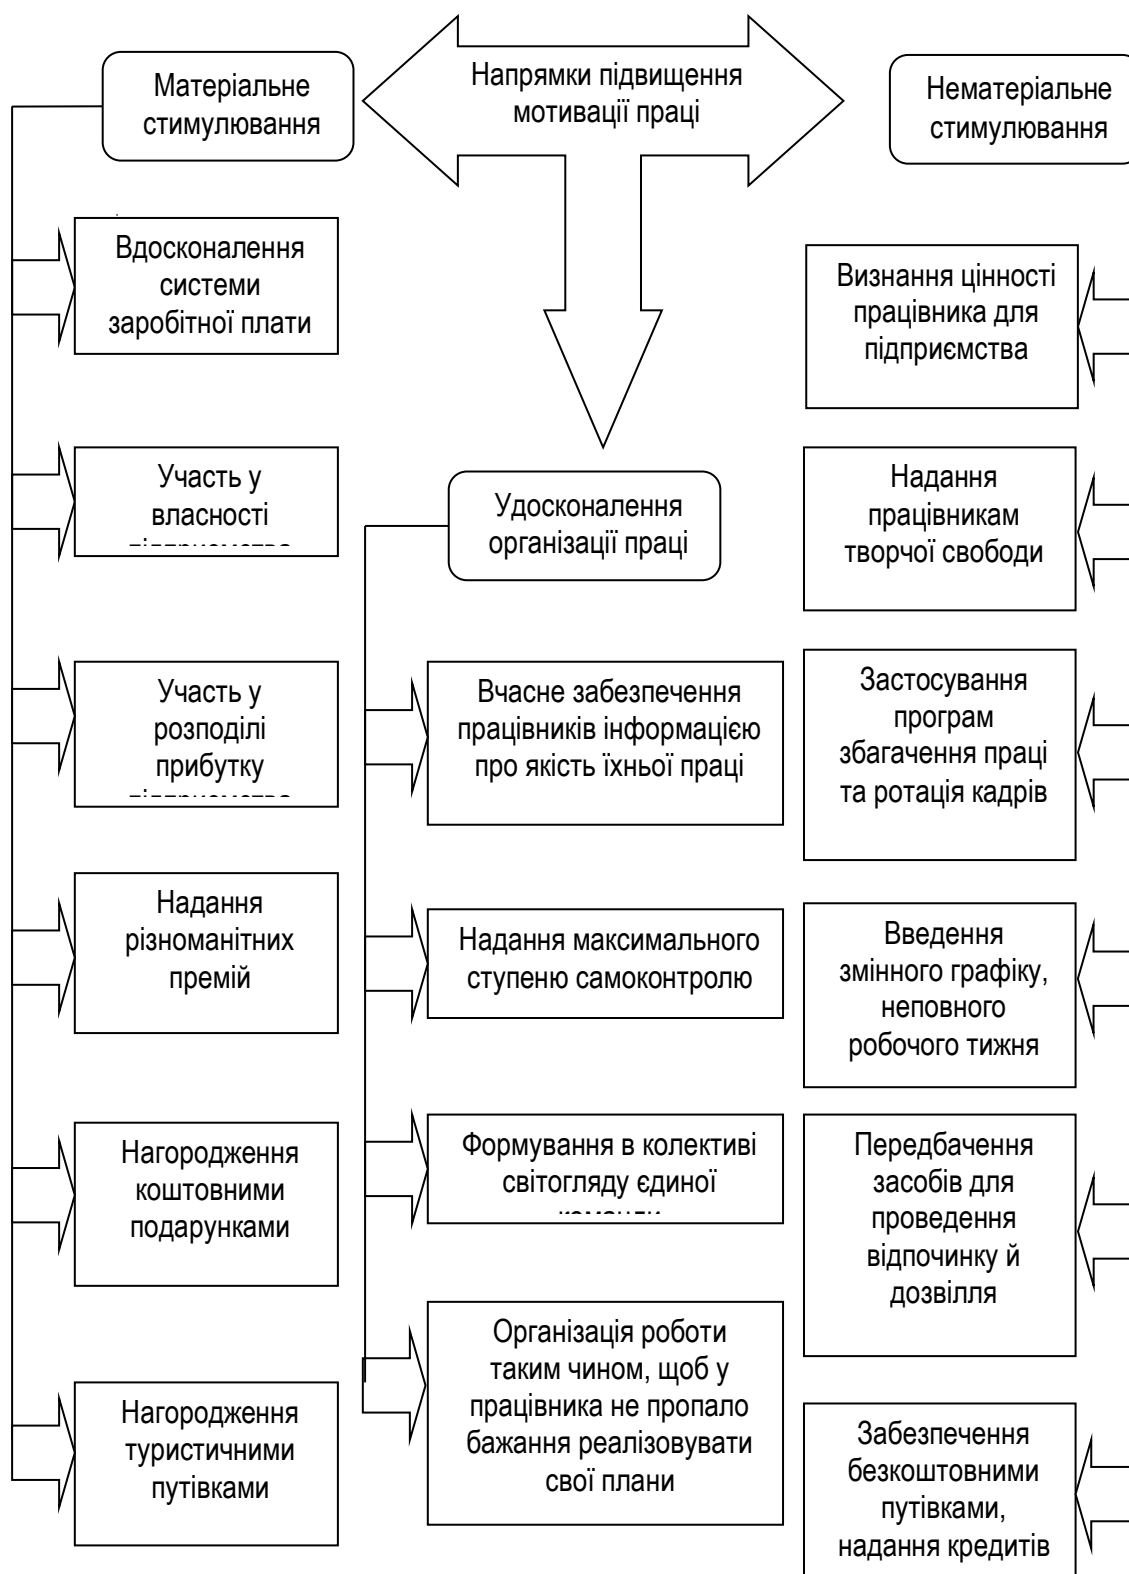 Напрямки підвищення
мотивації праці
Матеріальне
стимулювання
Вдосконалення
системи
заробітної плати
Участь у
власності
Участь у
розподілі
прибутку
Надання
різноманітних
премій
Нагородження
коштовними
подарунками
Нагородження
туристичними
путівками
Удосконалення
організації праці
Вчасне забезпечення
працівників інформацією
про якість їхньої праці
Надання максимального
ступеню самоконтролю
Формування в колективі
світогляду єдиної
Організація роботи
таким чином, щоб у
працівника не пропало
бажання реалізовувати
свої плани
Нематеріальне
стимулювання
Визнання цінності
працівника для
підприємства
Надання
працівникам
творчої свободи
Застосування
програм
збагачення праці
та ротація кадрів
Введення
змінного графіку,
неповного
робочого тижня
Передбачення
засобів для
проведення
відпочинку й
дозвілля
Забезпечення
безкоштовними
путівками,
надання кредитів